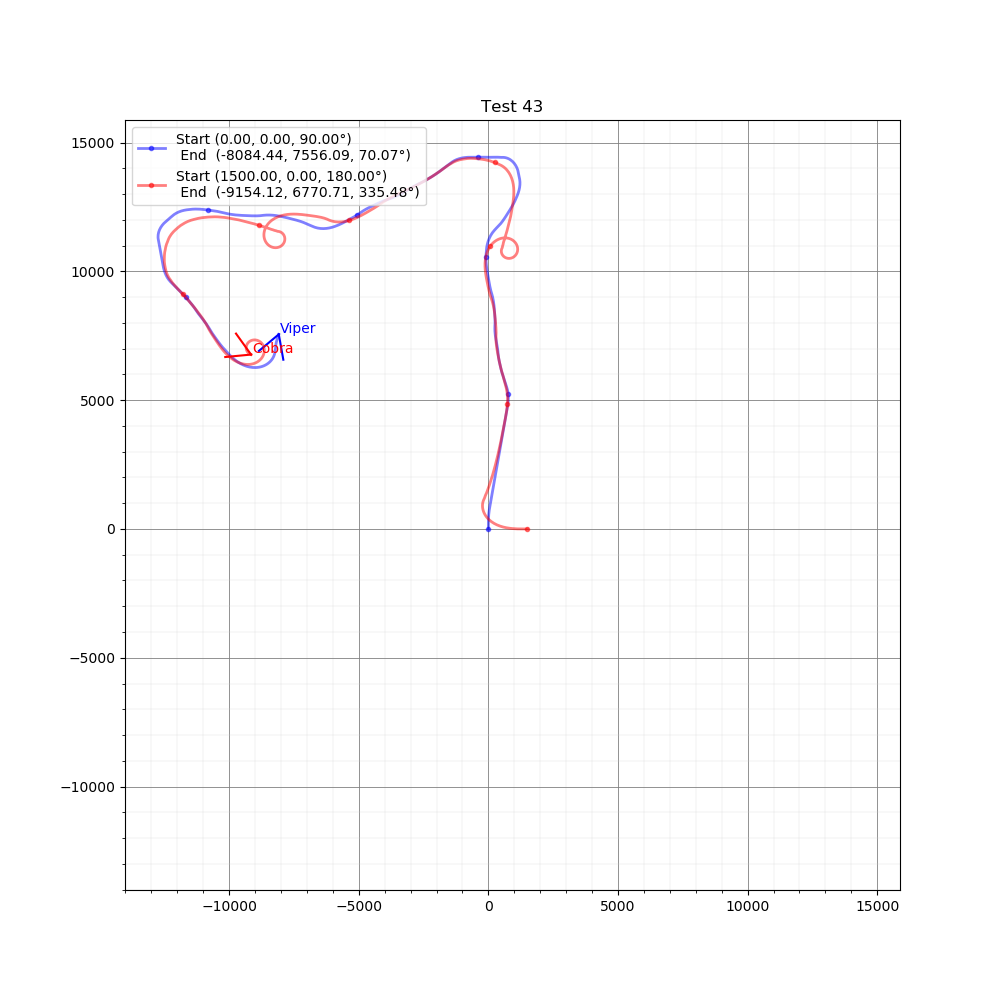 Test 43
Start (0.00, 0.00, 90.00°)
End  (-8084.44, 7556.09, 70.07°)
Start (1500.00, 0.00, 180.00°)
End  (-9154.12, 6770.71, 335.48°)
Viper
Cobra
15000
10000
5000
0
−5000
−10000
−10000
−5000
0
5000
10000
15000